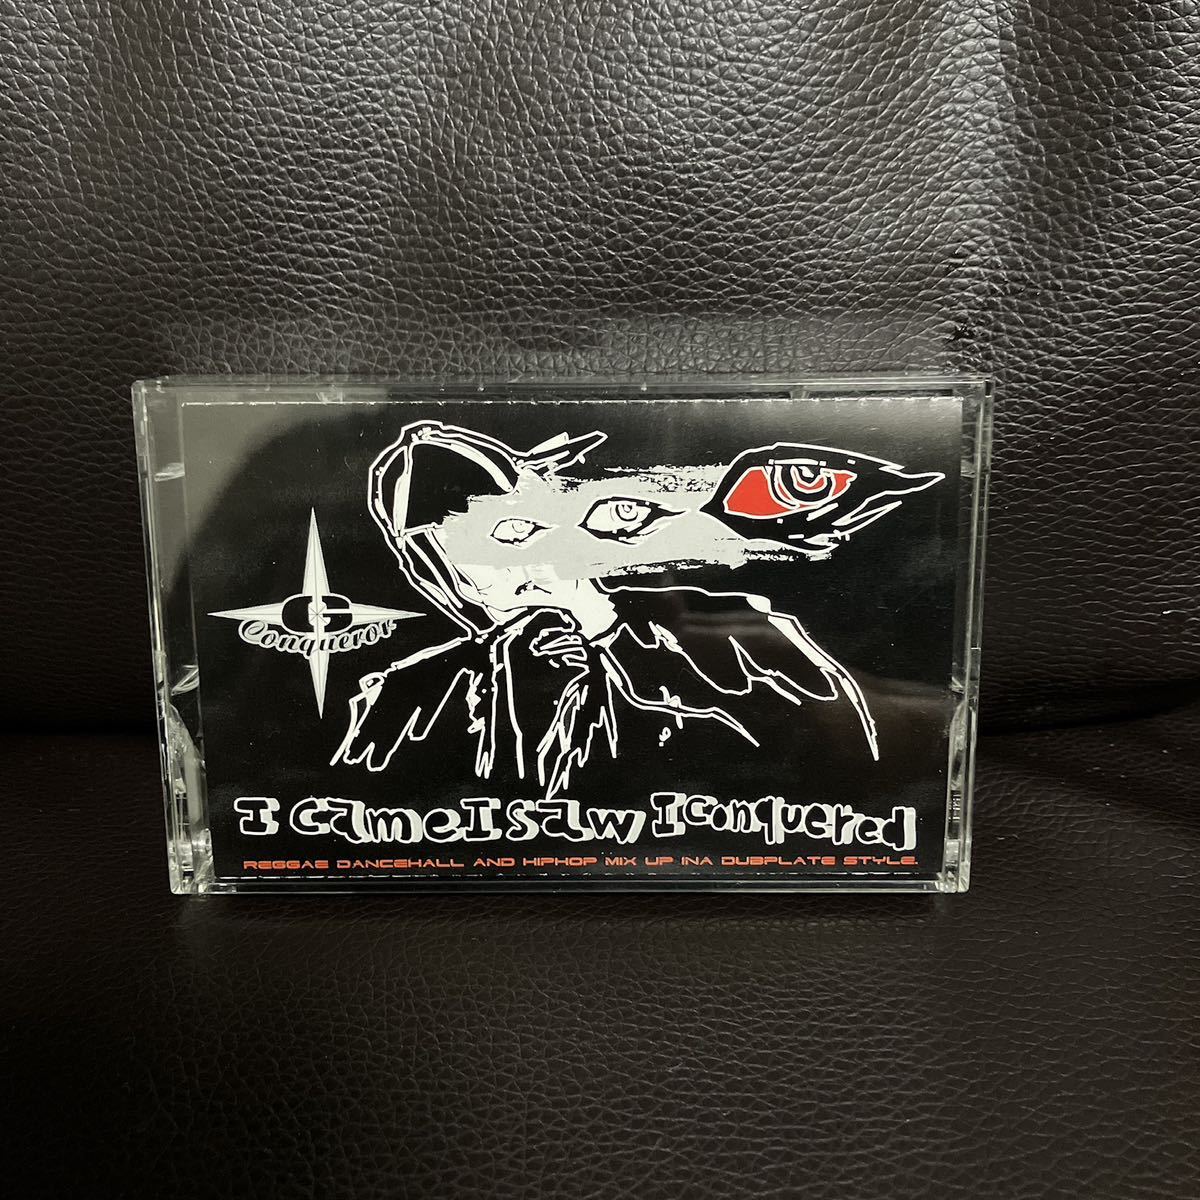 G
Conqueror
I came I saw I conquered
REGGAE DANCEHALL AND HIPHOP MIX UP INA DUBPLATE STYLE.